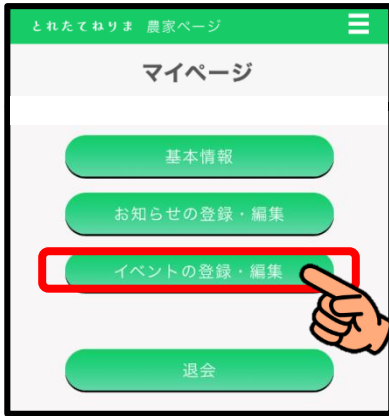 とれたてねりま 農家ページ
マイページ
基本情報
お知らせの登録・編集
イベントの登録・編集
退会